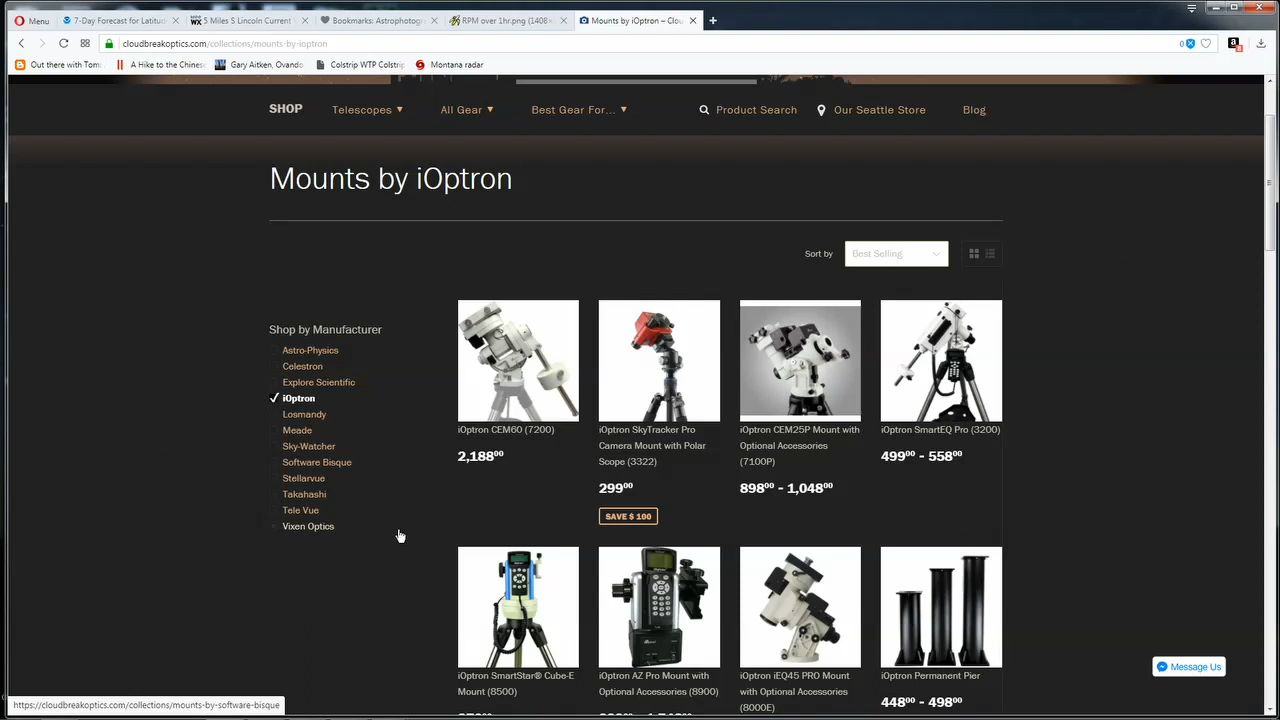 Menu
7-Day Forecast for Latitud
5 Miles S Lincoln Current
Bookmarks: Astrophotogr
RPM over 1hr.png (1408×
Mounts by iOptron – Clou
cloudbreakoptics.com/collections/mounts-by-ioptron
0
Out there with Tom
A Hike to the Chinese
Gary Aitken, Ovando
Colstrip WTP Colstrip
Montana radar
SHOP
Telescopes ▼
All Gear ▼
Best Gear For... ▼
Product Search
Our Seattle Store
Blog
Mounts by iOptron
Sort by
Best Selling
Shop by Manufacturer
Astro-Physics
Celestron
Explore Scientific
iOptron
Losmandy
Meade
Sky-Watcher
Software Bisque
Stellarvue
Takahashi
Tele Vue
Vixen Optics
iOptron CEM60 (7200)
2,188⁰⁰
iOptron SkyTracker Pro
Camera Mount with Polar
Scope (3322)
299⁰⁰
SAVE $ 100
iOptron CEM25P Mount with
Optional Accessories
(7100P)
898⁰⁰ - 1,048⁰⁰
iOptron SmartEQ Pro (3200)
499⁰⁰ - 558⁰⁰
iOptron SmartStar® Cube-E
Mount (8500)
iOptron AZ Pro Mount with
Optional Accessories (8900)
iOptron iEQ45 PRO Mount
with Optional Accessories
(8000E)
iOptron Permanent Pier
448⁰⁰ - 498⁰⁰
Message Us
https://cloudbreakoptics.com/collections/mounts-by-software-bisque